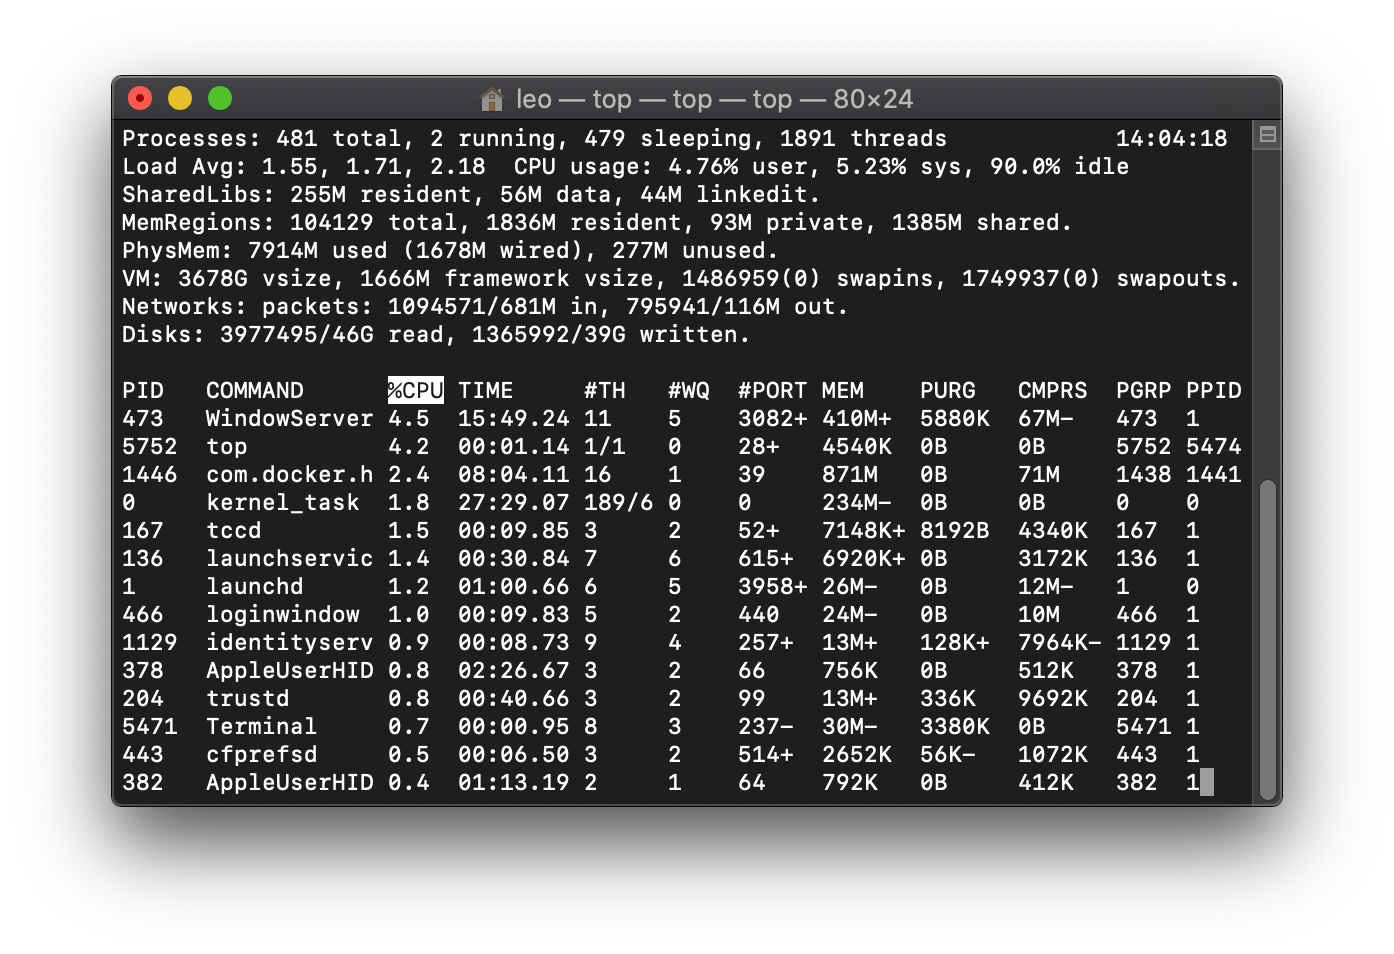 leo — top — top — top — 80×24
Processes: 481 total, 2 running, 479 sleeping, 1891 threads 14:04:18
Load Avg: 1.55, 1.71, 2.18 CPU usage: 4.76% user, 5.23% sys, 90.0% idle
SharedLibs: 255M resident, 56M data, 44M linkedit.
MemRegions: 104129 total, 1836M resident, 93M private, 1385M shared.
PhysMem: 7914M used (1678M wired), 277M unused.
VM: 3678G vsize, 1666M framework vsize, 1486959(0) swapins, 1749937(0) swapouts.
Networks: packets: 1094571/681M in, 795941/116M out.
Disks: 3977495/46G read, 1365992/39G written.
PID COMMAND %CPU TIME #TH #WQ #PORT MEM PURG CMPRS PGRP PPID
473 WindowServer 4.5 15:49.24 11 5 3082+ 410M+ 5880K 67M- 473 1
5752 top 4.2 00:01.14 1/1 0 28+ 4540K 0B 0B 5752 5474
1446 com.docker.h 2.4 08:04.11 16 1 39 871M 0B 71M 1438 1441
0 kernel_task 1.8 27:29.07 189/6 0 0 234M- 0B 0B 0 0
167 tccd 1.5 00:09.85 3 2 52+ 7148K+ 8192B 4340K 167 1
136 launchservic 1.4 00:30.84 7 6 615+ 6920K+ 0B 3172K 136 1
1 launchd 1.2 01:00.66 6 5 3958+ 26M- 0B 12M- 1 0
466 loginwindow 1.0 00:09.83 5 2 440 24M- 0B 10M 466 1
1129 identityserv 0.9 00:08.73 9 4 257+ 13M+ 128K+ 7964K- 1129 1
378 AppleUserHID 0.8 02:26.67 3 2 66 756K 0B 512K 378 1
204 trustd 0.8 00:40.66 3 2 99 13M+ 336K 9692K 204 1
5471 Terminal 0.7 00:00.95 8 3 237- 30M- 3380K 0B 5471 1
443 cfprefsd 0.5 00:06.50 3 2 514+ 2652K 56K- 1072K 443 1
382 AppleUserHID 0.4 01:13.19 2 1 64 792K 0B 412K 382 1